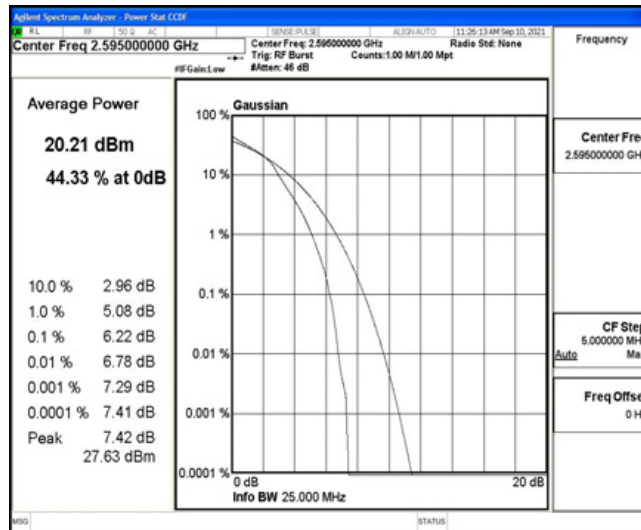 Agilent Spectrum Analyzer - Power Stat CCDF
RL RF 50 Ω AC SENSE:PULSE ALIGN AUTO 11:26:13 AM Sep 10, 2021
Center Freq 2.595000000 GHz
Center Freq: 2.595000000 GHz Radio Std: None
Trig: RF Burst Counts:1.00 M/1.00 Mpt
#IFGain:Low #Atten: 46 dB
Frequency
Average Power
20.21 dBm
44.33 % at 0dB
10.0 % 2.96 dB
1.0 % 5.08 dB
0.1 % 6.22 dB
0.01 % 6.78 dB
0.001 % 7.29 dB
0.0001 % 7.41 dB
Peak 7.42 dB
27.63 dBm
Gaussian
100 %
10 %
1 %
0.1 %
0.01 %
0.001 %
0.0001 %
0 dB 20 dB
Info BW 25.000 MHz
Center Fre
2.595000000 GH
CF Step
5.000000 MH
Auto Ma
Freq Offse
0 H
MSG STATUS